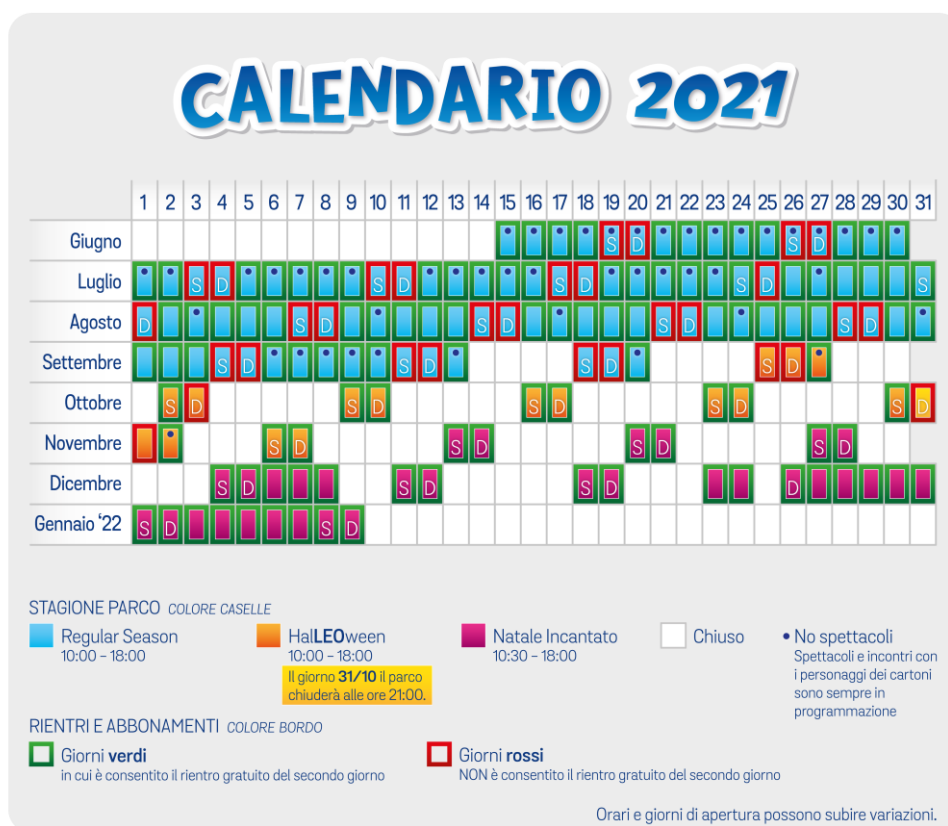 CALENDARIO 2021
1 2 3 4 5 6 7 8 9 10 11 12 13 14 15 16 17 18 19 20 21 22 23 24 25 26 27 28 29 30 31
Giugno S D S D
Luglio S D S D S D S D S
Agosto D S D S D S D S D
Settembre S D S D S D S D
Ottobre S D S D S D S D S D
Novembre S D S D S D S D
Dicembre S D S D S D D
Gennaio '22 S D S D
STAGIONE PARCO COLORE CASELLE
Regular Season
10:00 – 18:00
HalLEOween
10:00 – 18:00
Il giorno 31/10 il parco
chiuderà alle ore 21:00.
Natale Incantato
10:30 – 18:00
Chiuso
• No spettacoli
Spettacoli e incontri con
i personaggi dei cartoni
sono sempre in
programmazione
RIENTRI E ABBONAMENTI COLORE BORDO
Giorni verdi
in cui è consentito il rientro gratuito del secondo giorno
Giorni rossi
NON è consentito il rientro gratuito del secondo giorno
Orari e giorni di apertura possono subire variazioni.